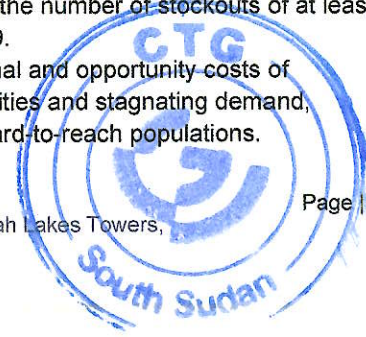 the number of stockouts of at leas
9.
CTG
nal and opportunity costs of
ities and stagnating demand,
ard-to-reach populations.
Page |
ah Lakes Towers,
South Sudan